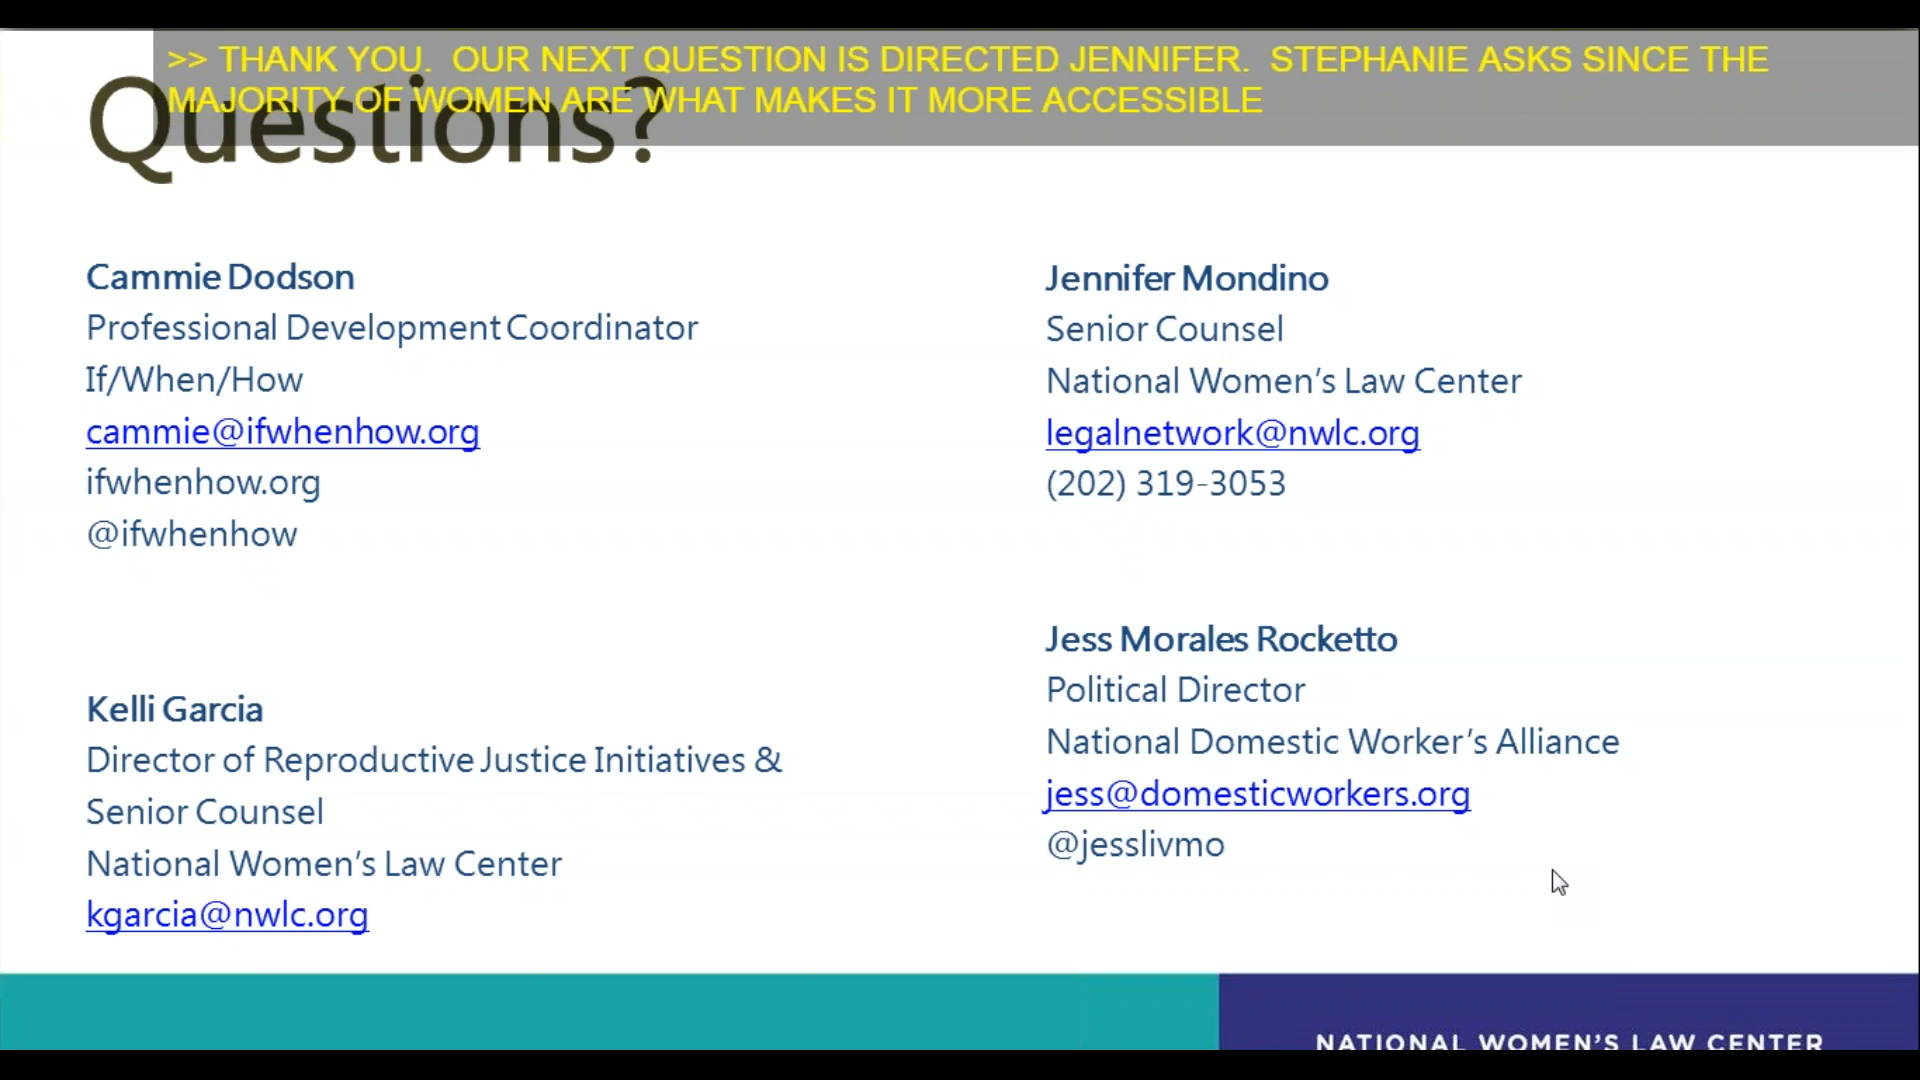 >> THANK YOU.  OUR NEXT QUESTION IS DIRECTED JENNIFER.  STEPHANIE ASKS SINCE THE
MAJORITY OF WOMEN ARE WHAT MAKES IT MORE ACCESSIBLE
Questions?
Cammie Dodson
Professional Development Coordinator
If/When/How
cammie@ifwhenhow.org
ifwhenhow.org
@ifwhenhow
Kelli Garcia
Director of Reproductive Justice Initiatives &
Senior Counsel
National Women's Law Center
kgarcia@nwlc.org
Jennifer Mondino
Senior Counsel
National Women's Law Center
legalnetwork@nwlc.org
(202) 319-3053
Jess Morales Rocketto
Political Director
National Domestic Worker's Alliance
jess@domesticworkers.org
@jesslivmo
NATIONAL WOMEN'S LAW CENTER